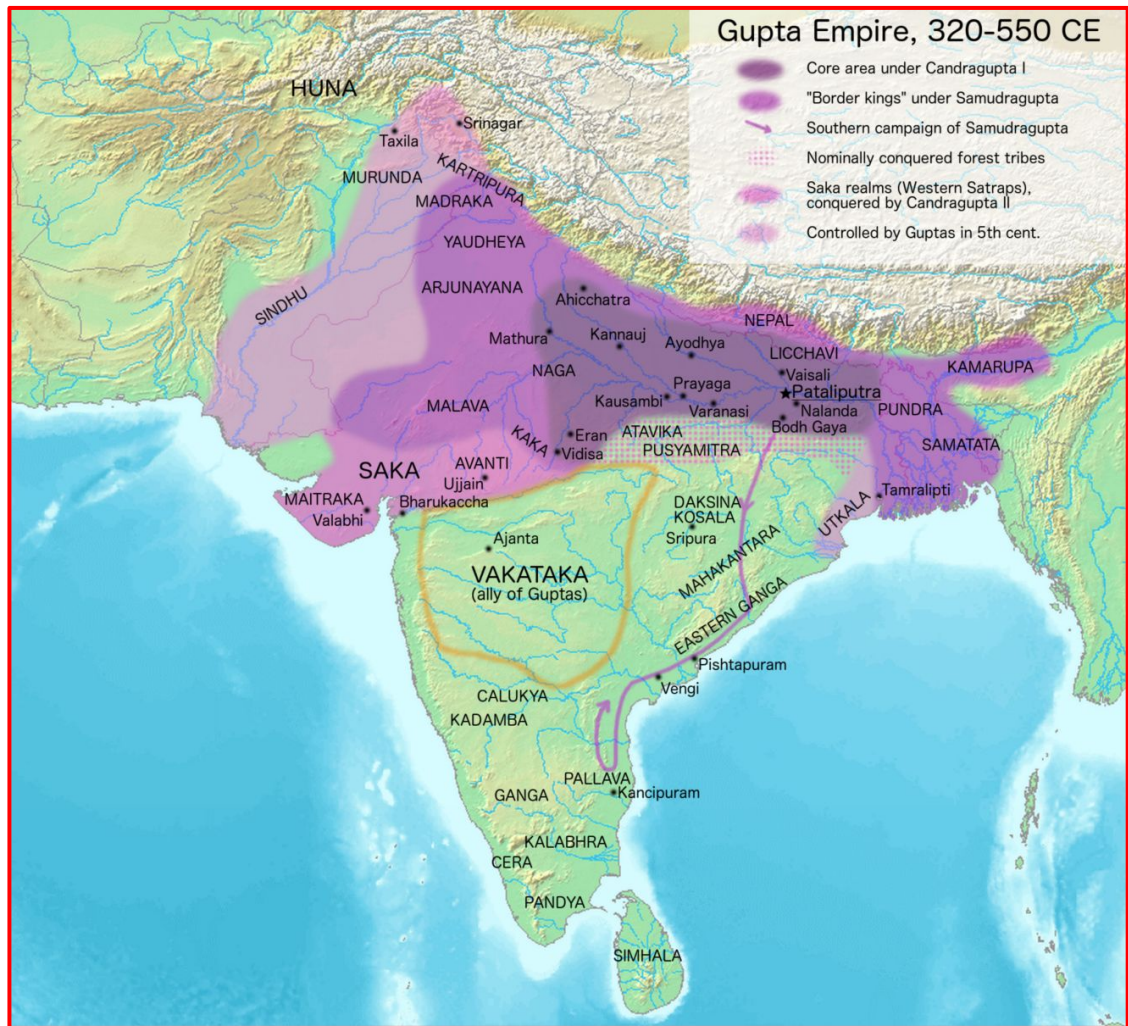 Gupta Empire, 320-550 CE
Core area under Candragupta I
"Border kings" under Samudragupta
Southern campaign of Samudragupta
Nominally conquered forest tribes
Saka realms (Western Satraps),
conquered by Candragupta II
Controlled by Guptas in 5th cent.
HUNA
Srinagar
Taxila
KARTRIPURA
MURUNDA
MADRAKA
YAUDHEYA
ARJUNAYANA
SINDHU
Ahicchatra
NEPAL
Mathura
Kannauj
Ayodhya
LICCHAVI
KAMARUPA
NAGA
Vaisali
Prayaga
Pataliputra
Kausambi
Varanasi
Nalanda
PUNDRA
MALAVA
Bodh Gaya
KAKA
Eran
ATAVIKA
SAMATATA
Vidisa
PUSYAMITRA
SAKA
AVANTI
Ujjain
MAITRAKA
Valabhi
Bharukaccha
DAKSINA
KOSALA
Sripura
UTKALA
Tamralipti
Ajanta
MAHAKANTARA
VAKATAKA
(ally of Guptas)
EASTERN GANGA
Pishtapuram
Vengi
CALUKYA
KADAMBA
PALLAVA
GANGA
Kancipuram
KALABHRA
CERA
PANDYA
SIMHALA